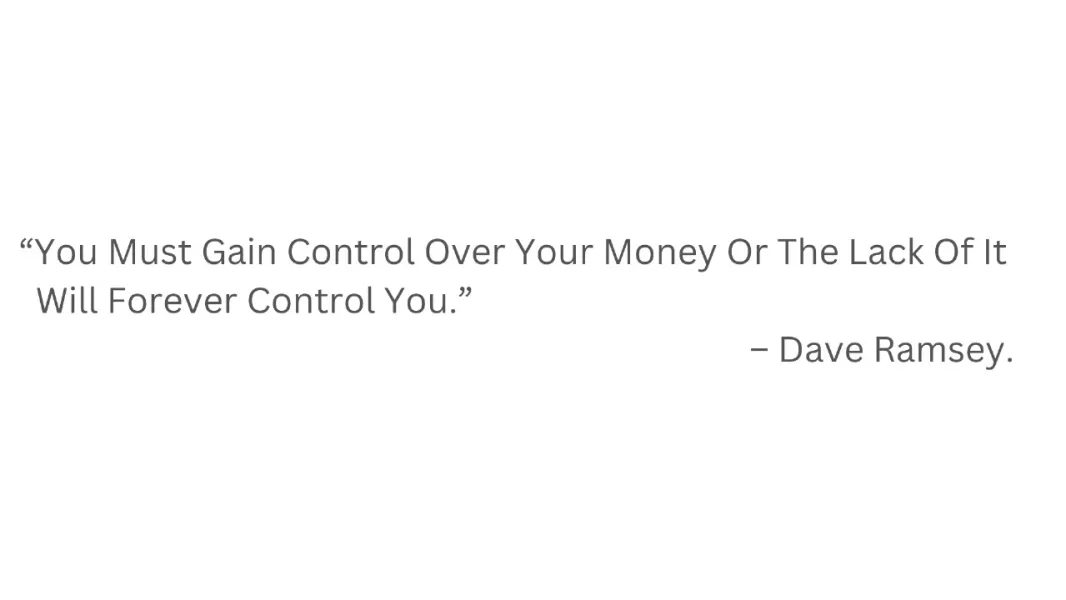 “You Must Gain Control Over Your Money Or The Lack Of It
Will Forever Control You.”
– Dave Ramsey.